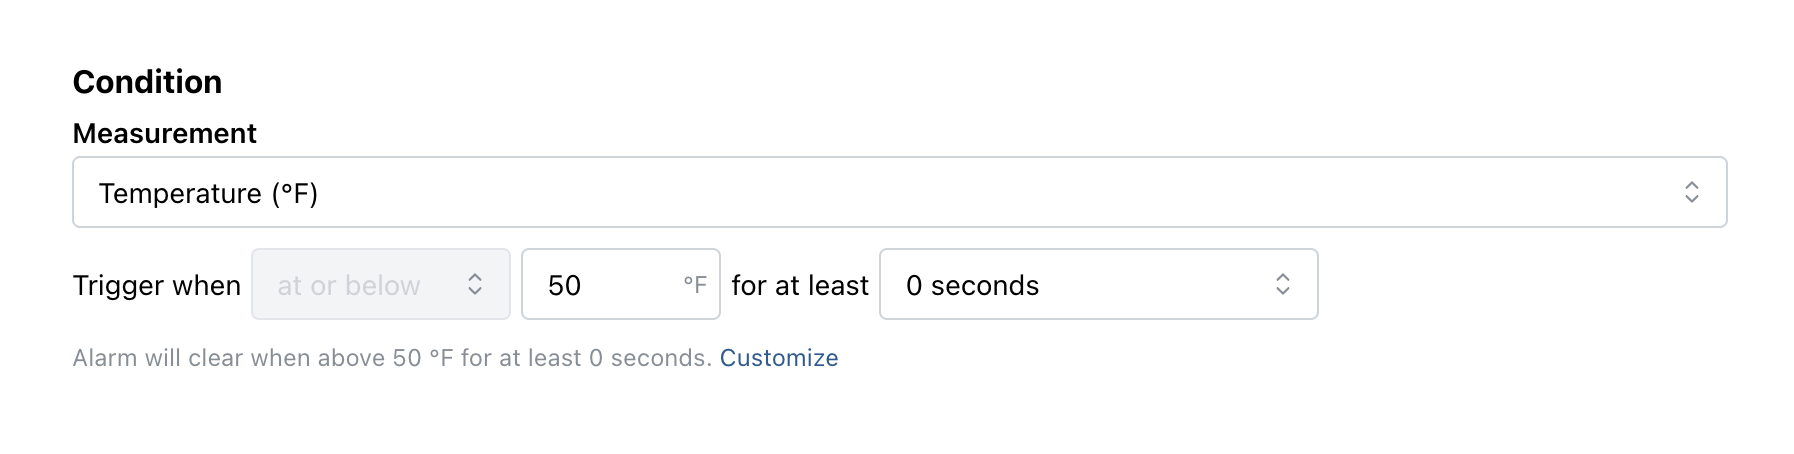 Condition
Measurement
Temperature (°F)
Trigger when at or below 50 °F for at least 0 seconds
Alarm will clear when above 50 °F for at least 0 seconds. Customize